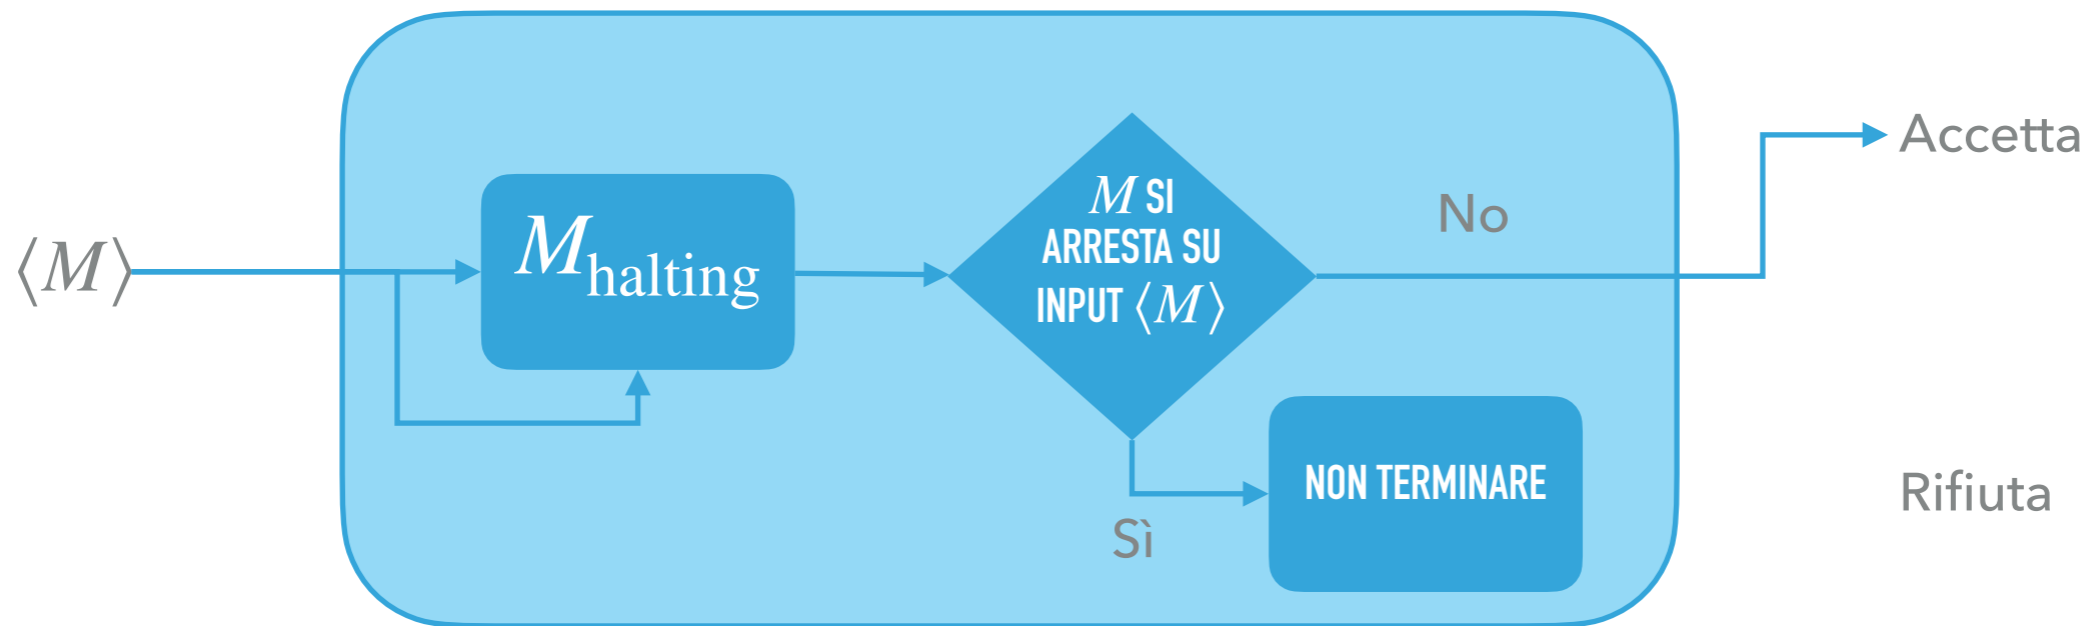 ⟨M⟩
M_halting
M SI
ARRESTA SU
INPUT ⟨M⟩
No
Accetta
Sì
NON TERMINARE
Rifiuta